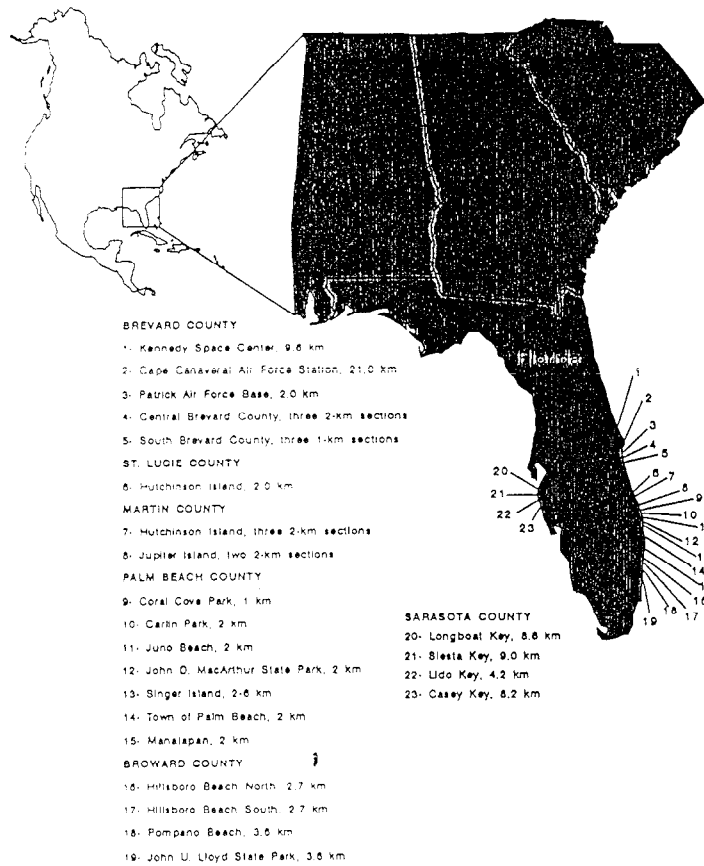 BREVARD COUNTY
1- Kennedy Space Center, 9.6 km
2- Cape Canaveral Air Force Station, 21.0 km
3- Patrick Air Force Base, 2.0 km
4- Central Brevard County, three 2-km sections
5- South Brevard County, three 1-km sections
ST. LUCIE COUNTY
6- Hutchinson Island, 2.0 km
MARTIN COUNTY
7- Hutchinson Island, three 2-km sections
8- Jupiter Island, two 2-km sections
PALM BEACH COUNTY
9- Coral Cove Park, 1 km
10- Carlin Park, 2 km
11- Juno Beach, 2 km
12- John D. MacArthur State Park, 2 km
13- Singer Island, 2-6 km
14- Town of Palm Beach, 2 km
15- Manalapan, 2 km
BROWARD COUNTY
16- Hillsboro Beach North, 2.7 km
17- Hillsboro Beach South, 2.7 km
18- Pompano Beach, 3.6 km
19- John U. Lloyd State Park, 3.6 km
SARASOTA COUNTY
20- Longboat Key, 8.6 km
21- Siesta Key, 9.0 km
22- Lido Key, 4.2 km
23- Casey Key, 8.2 km
1
2
3
4
5
6
7
8
9
10
1
12
1
14
1
16
17
18
19
20
21
22
23